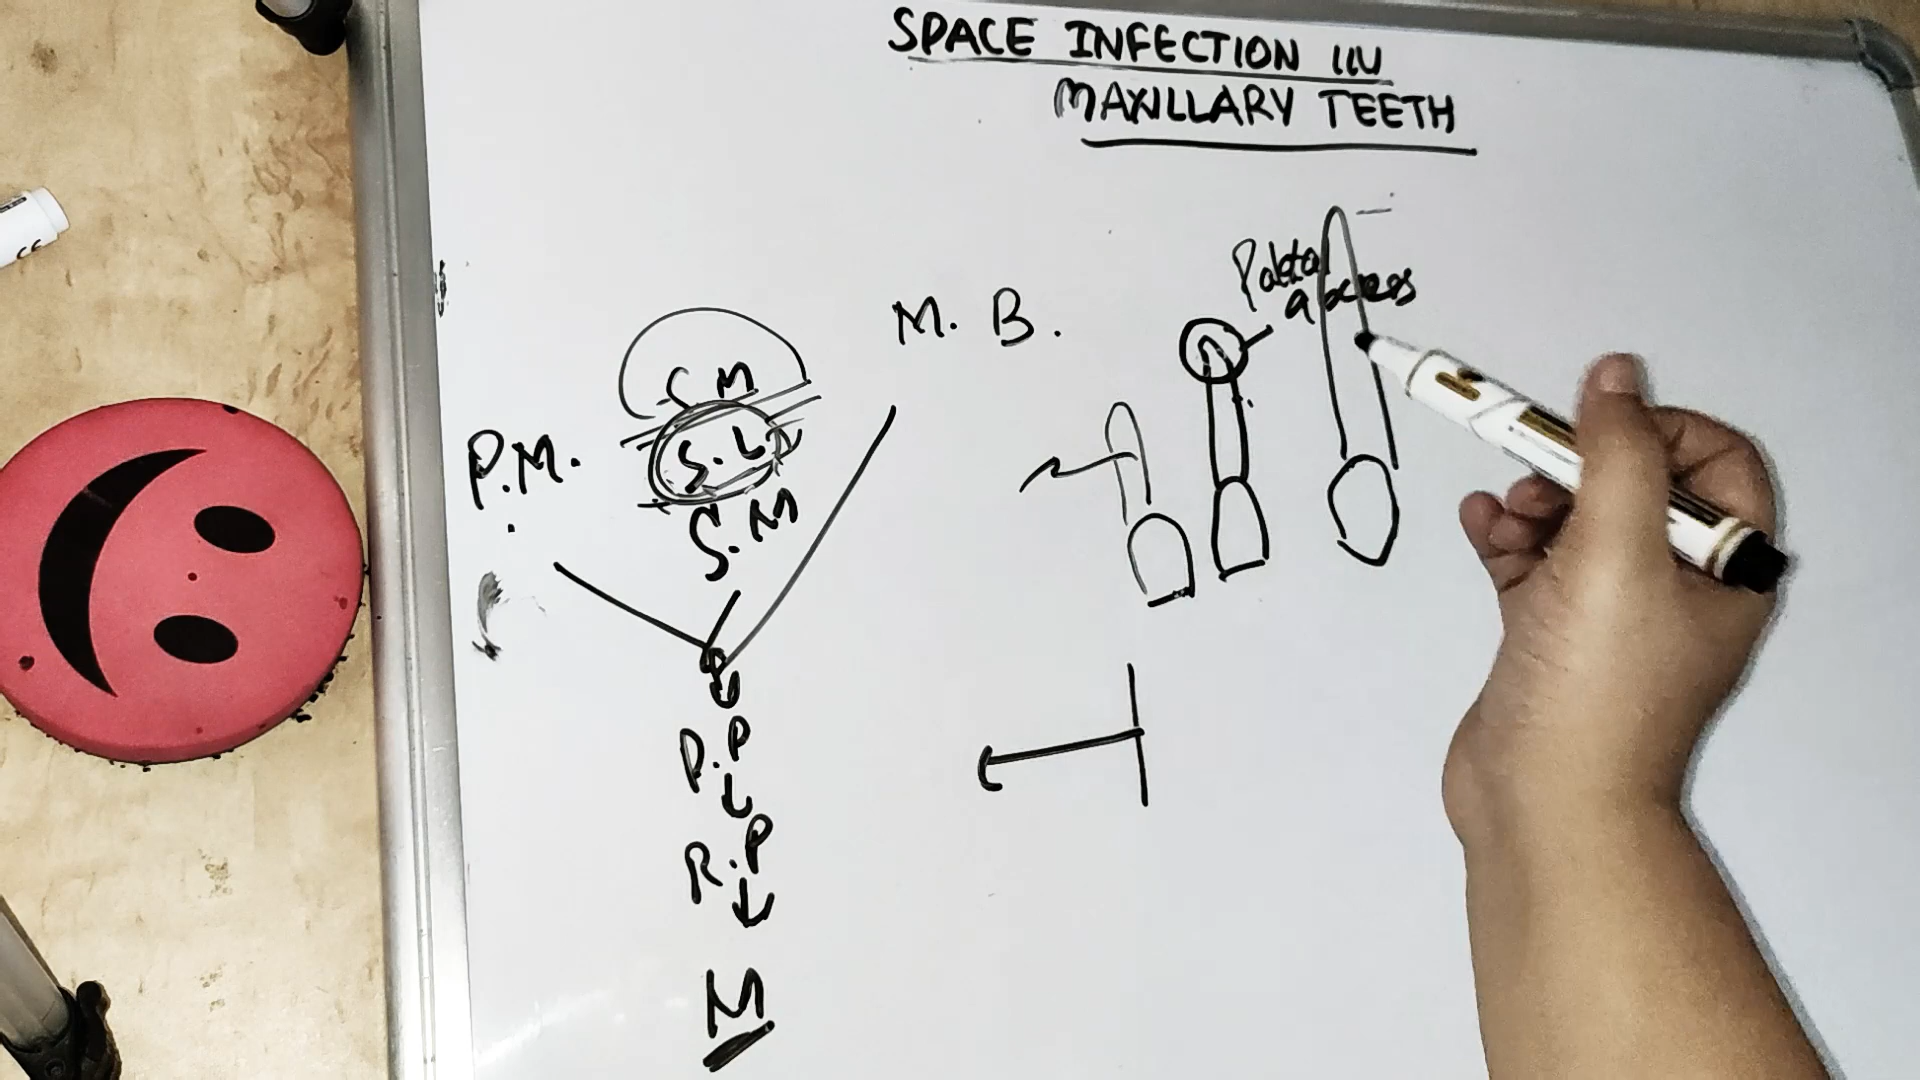 SPACE INFECTION IN
MAXILLARY TEETH
Palatal
abscess
M. B.
S M
P.M.
S.L
S.M
P.P
R.P
M